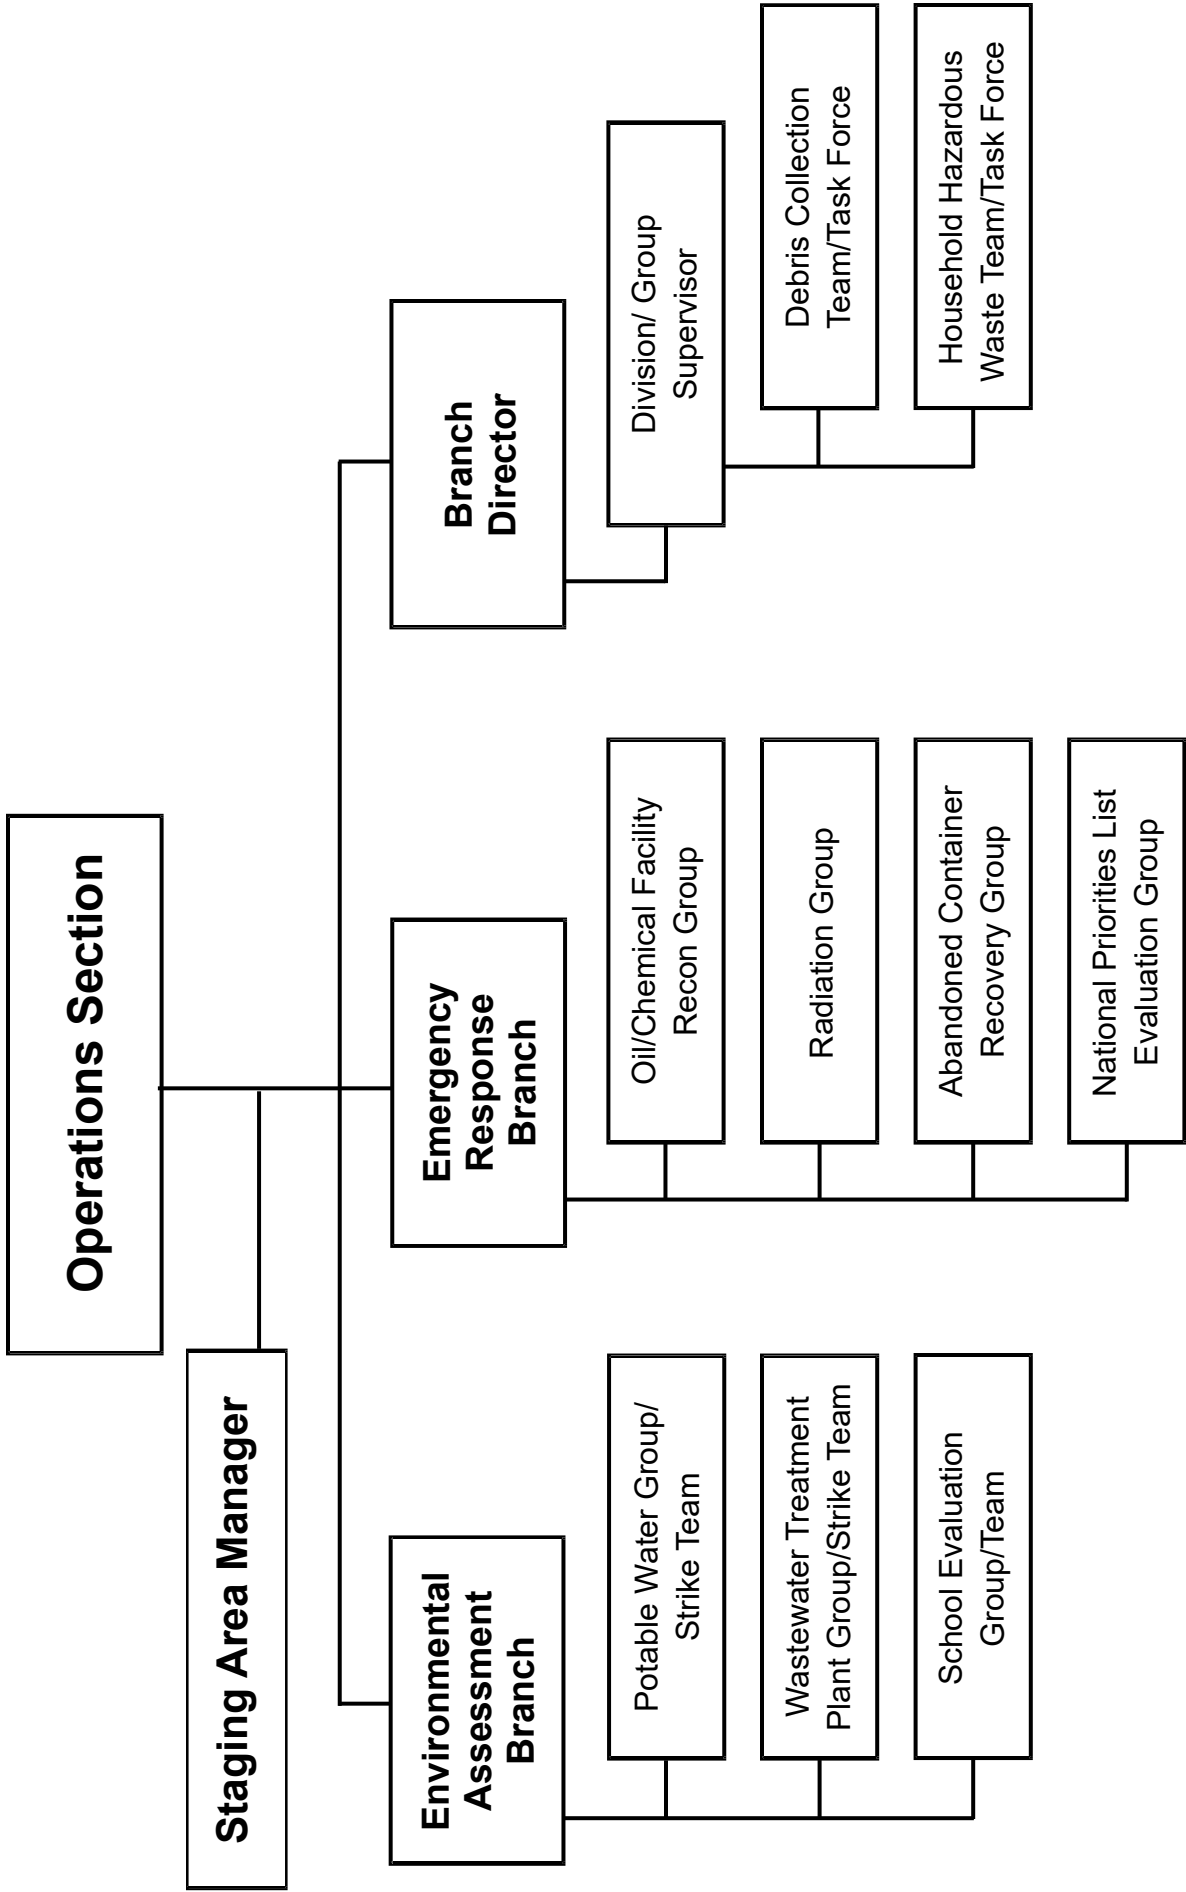 Operations Section
Staging Area Manager
Environmental
Assessment
Branch
Potable Water Group/
Strike Team
Wastewater Treatment
Plant Group/Strike Team
School Evaluation
Group/Team
Emergency
Response
Branch
Oil/Chemical Facility
Recon Group
Radiation Group
Abandoned Container
Recovery Group
National Priorities List
Evaluation Group
Branch
Director
Division/ Group
Supervisor
Debris Collection
Team/Task Force
Household Hazardous
Waste Team/Task Force